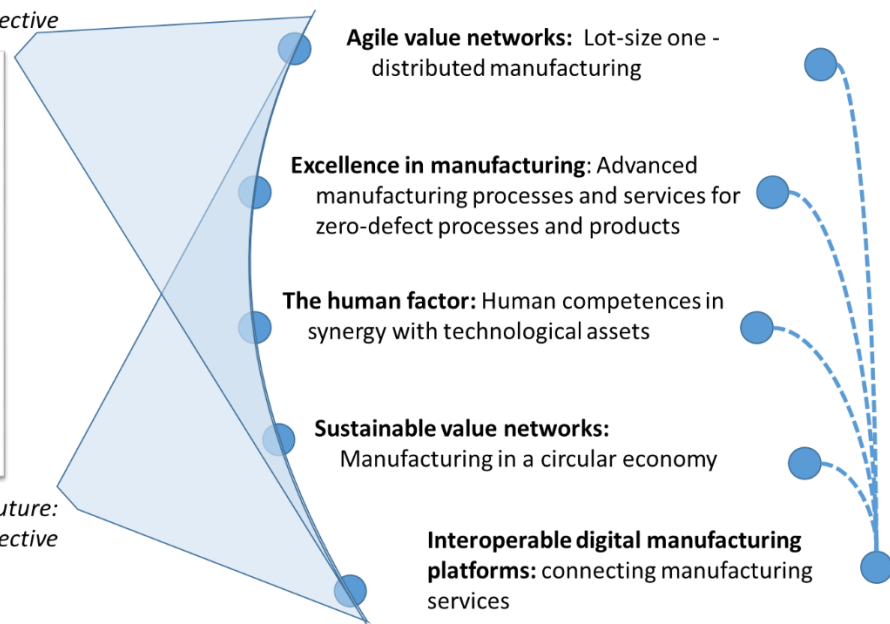 ective
Agile value networks: Lot-size one -
distributed manufacturing
Excellence in manufacturing: Advanced
manufacturing processes and services for
zero-defect processes and products
The human factor: Human competences in
synergy with technological assets
Sustainable value networks:
Manufacturing in a circular economy
uture:
ective
Interoperable digital manufacturing
platforms: connecting manufacturing
services